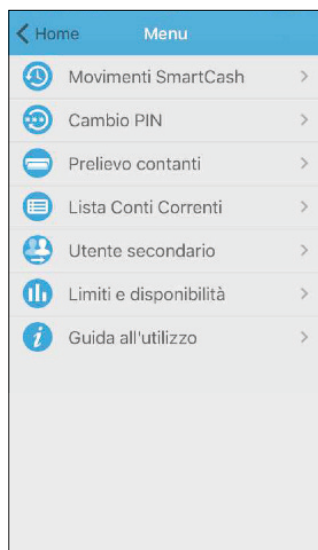 Home Menu
Movimenti SmartCash
Cambio PIN
Prelievo contanti
Lista Conti Correnti
Utente secondario
Limiti e disponibilità
Guida all'utilizzo